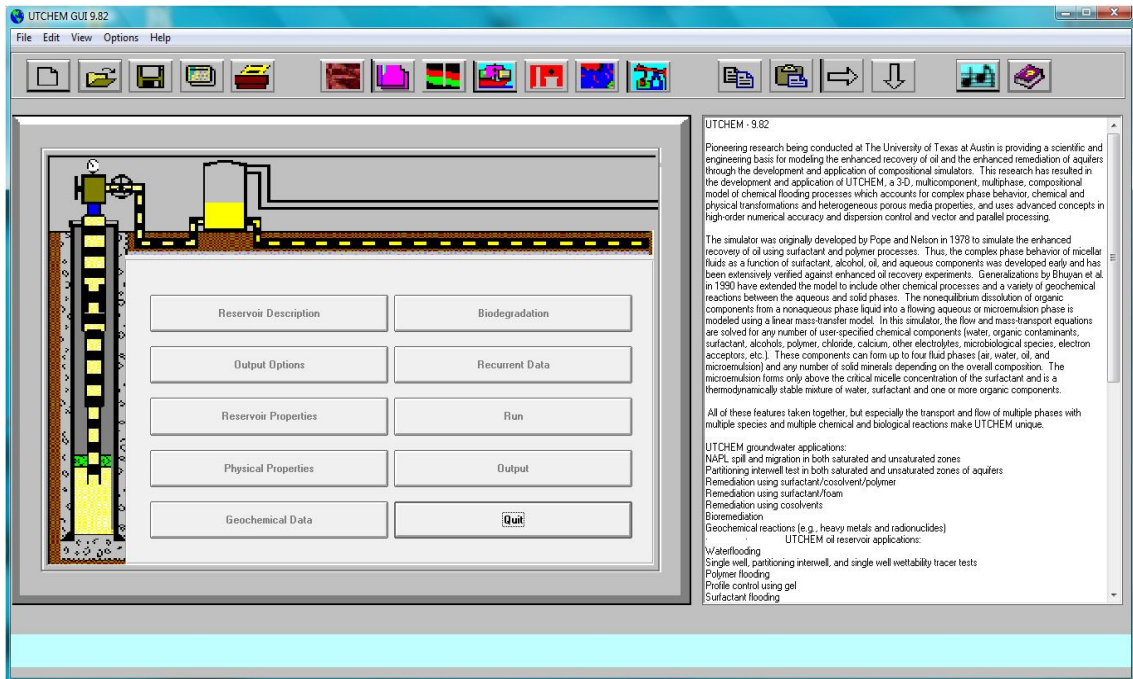 UTCHEM GUI 9.82
File Edit View Options Help
Reservoir Description
Biodegradation
Output Options
Recurrent Data
Reservoir Properties
Run
Physical Properties
Output
Geochemical Data
Quit
UTCHEM - 9.82
Pioneering research being conducted at The University of Texas at Austin is providing a scientific and
engineering basis for modeling the enhanced recovery of oil and the enhanced remediation of aquifers
through the development and application of compositional simulators. This research has resulted in
the development and application of UTCHEM, a 3-D, multicomponent, multiphase, compositional
model of chemical flooding processes which accounts for complex phase behavior, chemical and
physical transformations and heterogeneous porous media properties, and uses advanced concepts in
high-order numerical accuracy and dispersion control and vector and parallel processing.
The simulator was originally developed by Pope and Nelson in 1978 to simulate the enhanced
recovery of oil using surfactant and polymer processes. Thus, the complex phase behavior of micellar
fluids as a function of surfactant, alcohol, oil, and aqueous components was developed early and has
been extensively verified against enhanced oil recovery experiments. Generalizations by Bhuyan et al.
in 1990 have extended the model to include other chemical processes and a variety of geochemical
reactions between the aqueous and solid phases. The nonequilibrium dissolution of organic
components from a nonaqueous phase liquid into a flowing aqueous or microemulsion phase is
modeled using a linear mass-transfer model. In this simulator, the flow and mass-transport equations
are solved for any number of user-specified chemical components (water, organic contaminants,
surfactant, alcohols, polymer, chloride, calcium, other electrolytes, microbiological species, electron
acceptors, etc.). These components can form up to four fluid phases (air, water, oil, and
microemulsion) and any number of solid minerals depending on the overall composition. The
microemulsion forms only above the critical micelle concentration of the surfactant and is a
thermodynamically stable mixture of water, surfactant and one or more organic components.
All of these features taken together, but especially the transport and flow of multiple phases with
multiple species and multiple chemical and biological reactions make UTCHEM unique.
UTCHEM groundwater applications:
NAPL spill and migration in both saturated and unsaturated zones
Partitioning interwell test in both saturated and unsaturated zones of aquifers
Remediation using surfactant/cosolvent/polymer
Remediation using surfactant/foam
Remediation using cosolvents
Bioremediation
Geochemical reactions (e.g., heavy metals and radionuclides)
· · UTCHEM oil reservoir applications:
Waterflooding
Single well, partitioning interwell, and single well wettability tracer tests
Polymer flooding
Profile control using gel
Surfactant flooding